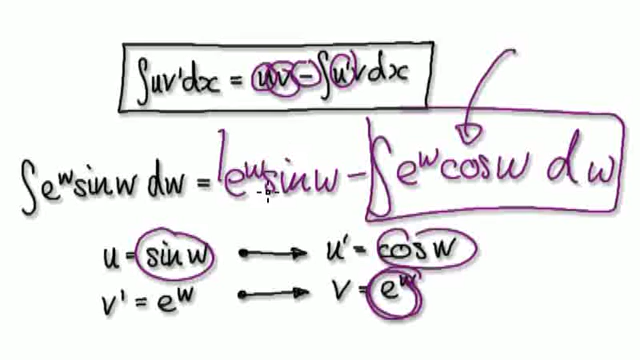 ∫uv'dx = uv - ∫u'vdx
∫e^w sin w dw = e^w sin w - ∫e^w cos w dw
u = sin w → u' = cos w
v' = e^w → v = e^w